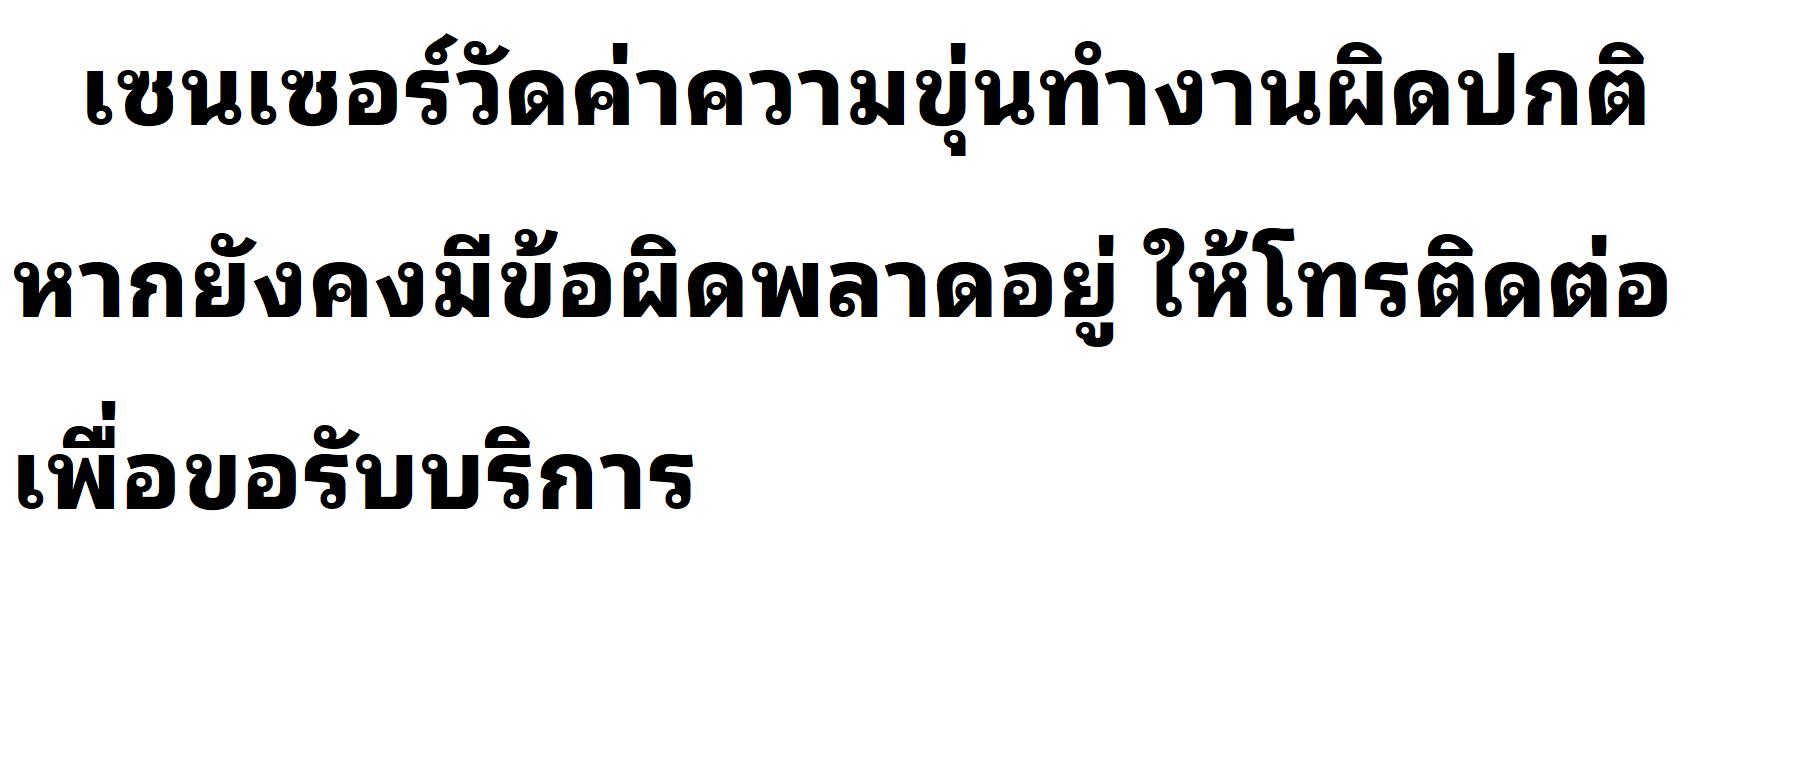 เซนเซอร์วัดค่าความขุ่นทำงานผิดปกติ
หากยังคงมีข้อผิดพลาดอยู่ ให้โทรติดต่อ
เพื่อขอรับบริการ